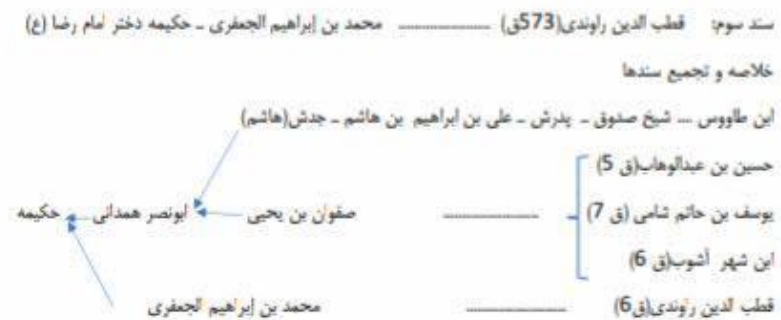 سند سوم: قطب الدین راوندی(573ق) ................ محمد بن إبراهیم الجعفری ـ حکیمه دختر امام رضا (ع)
خلاصه و تجمیع سندها
ابن طاووس ... شیخ صدوق ـ پدرش ـ علی بن ابراهیم بن هاشم ـ جدش(هاشم)
حسین بن عبدالوهاب(ق 5)
یوسف بن حاتم شامی (ق 7) ................ صفوان بن یحیی ابونصر همدانی حکیمه
ابن شهر آشوب(ق 6)
قطب الدین راوندی(ق6) ................ محمد بن إبراهیم الجعفری